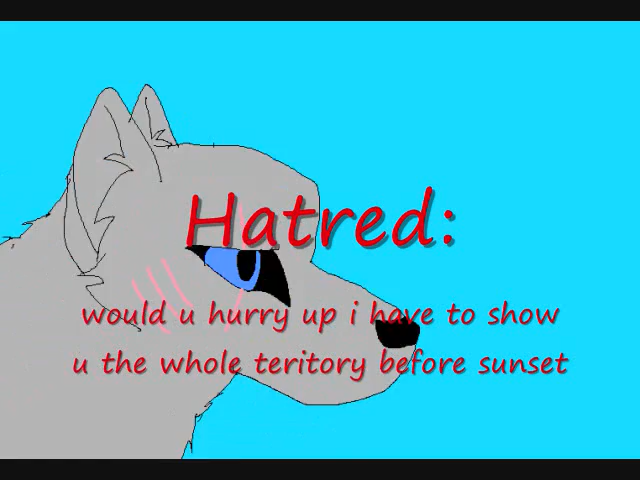 Hatred:
would u hurry up i have to show
u the whole teritory before sunset